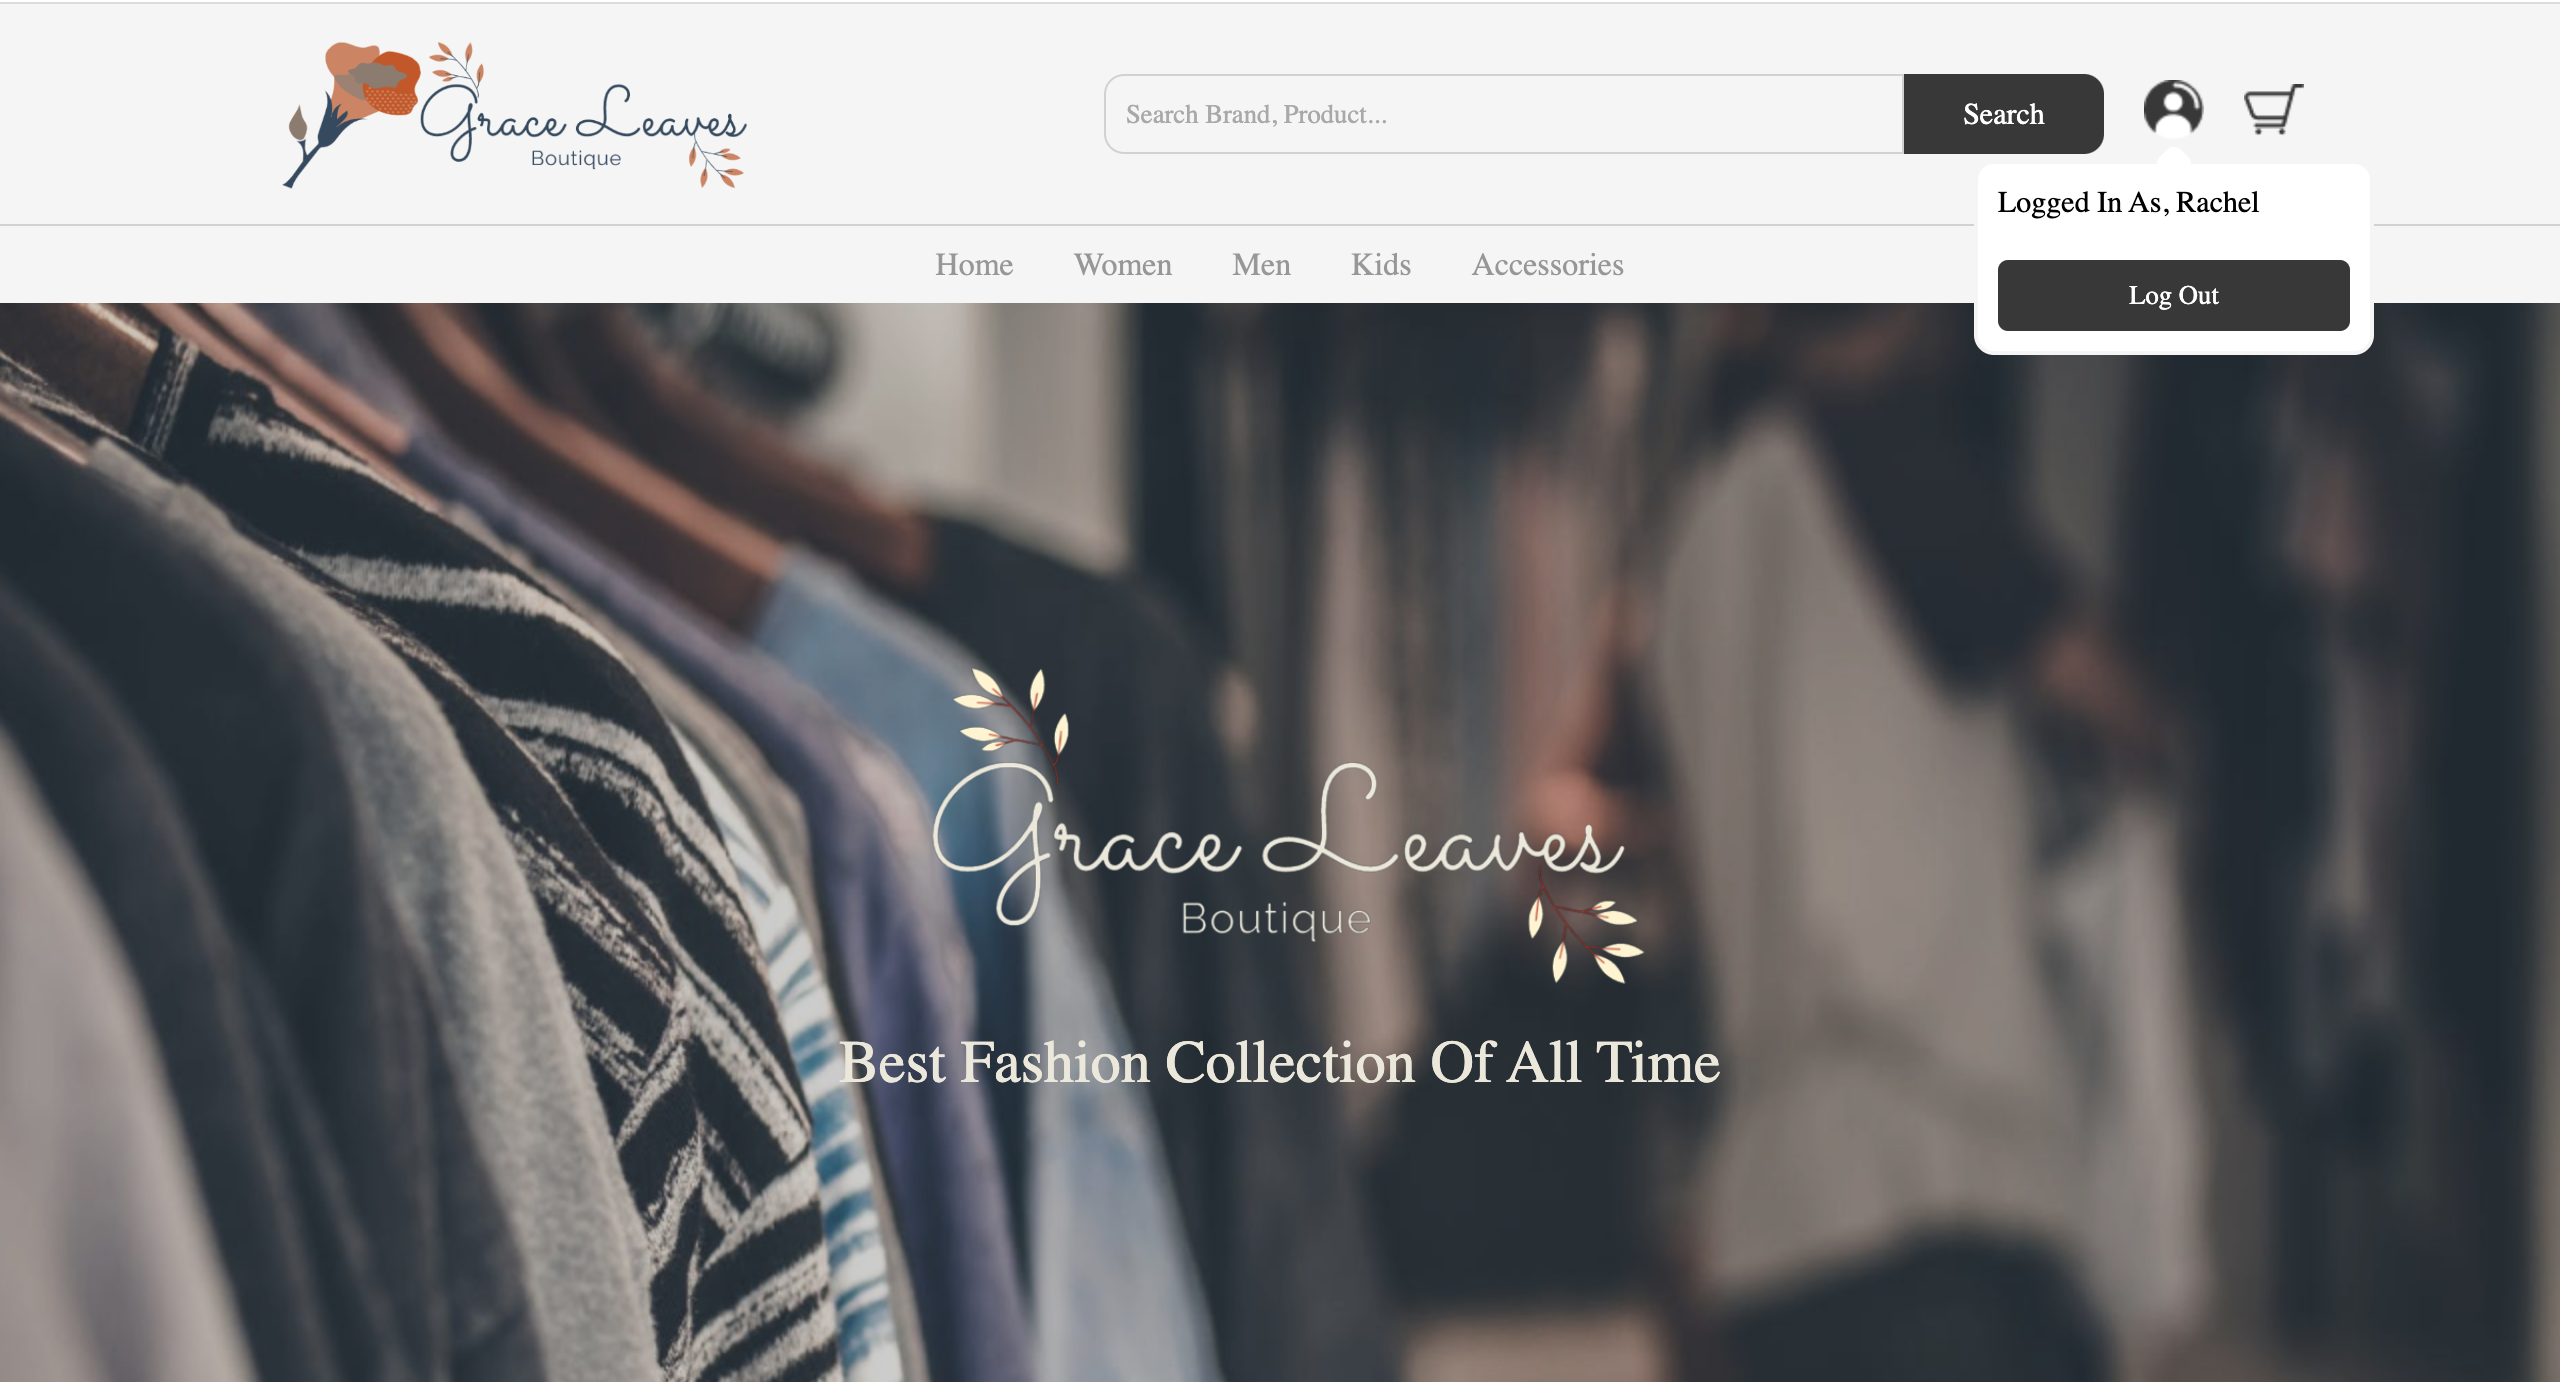 Grace Leaves
Boutique
Search Brand, Product...
Search
Logged In As, Rachel
Log Out
Home Women Men Kids Accessories
Grace Leaves
Boutique
Best Fashion Collection Of All Time